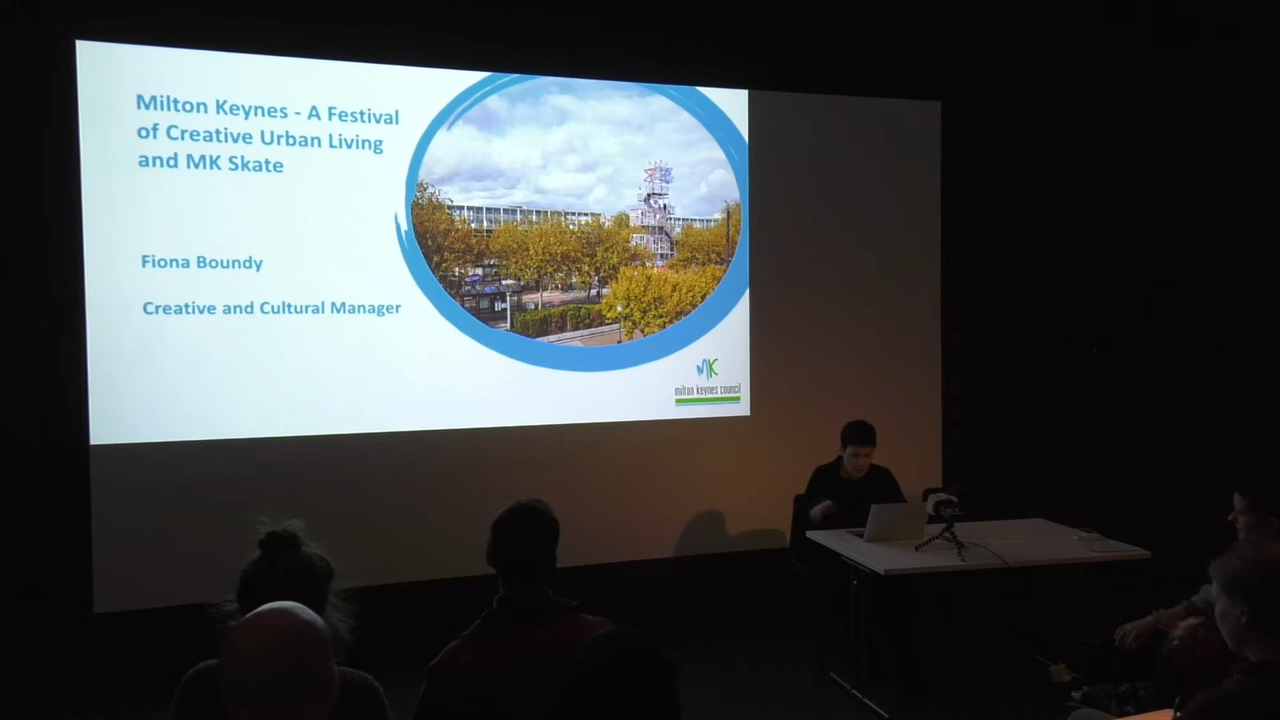 Milton Keynes - A Festival
of Creative Urban Living
and MK Skate
Fiona Boundy
Creative and Cultural Manager
MK
milton keynes council